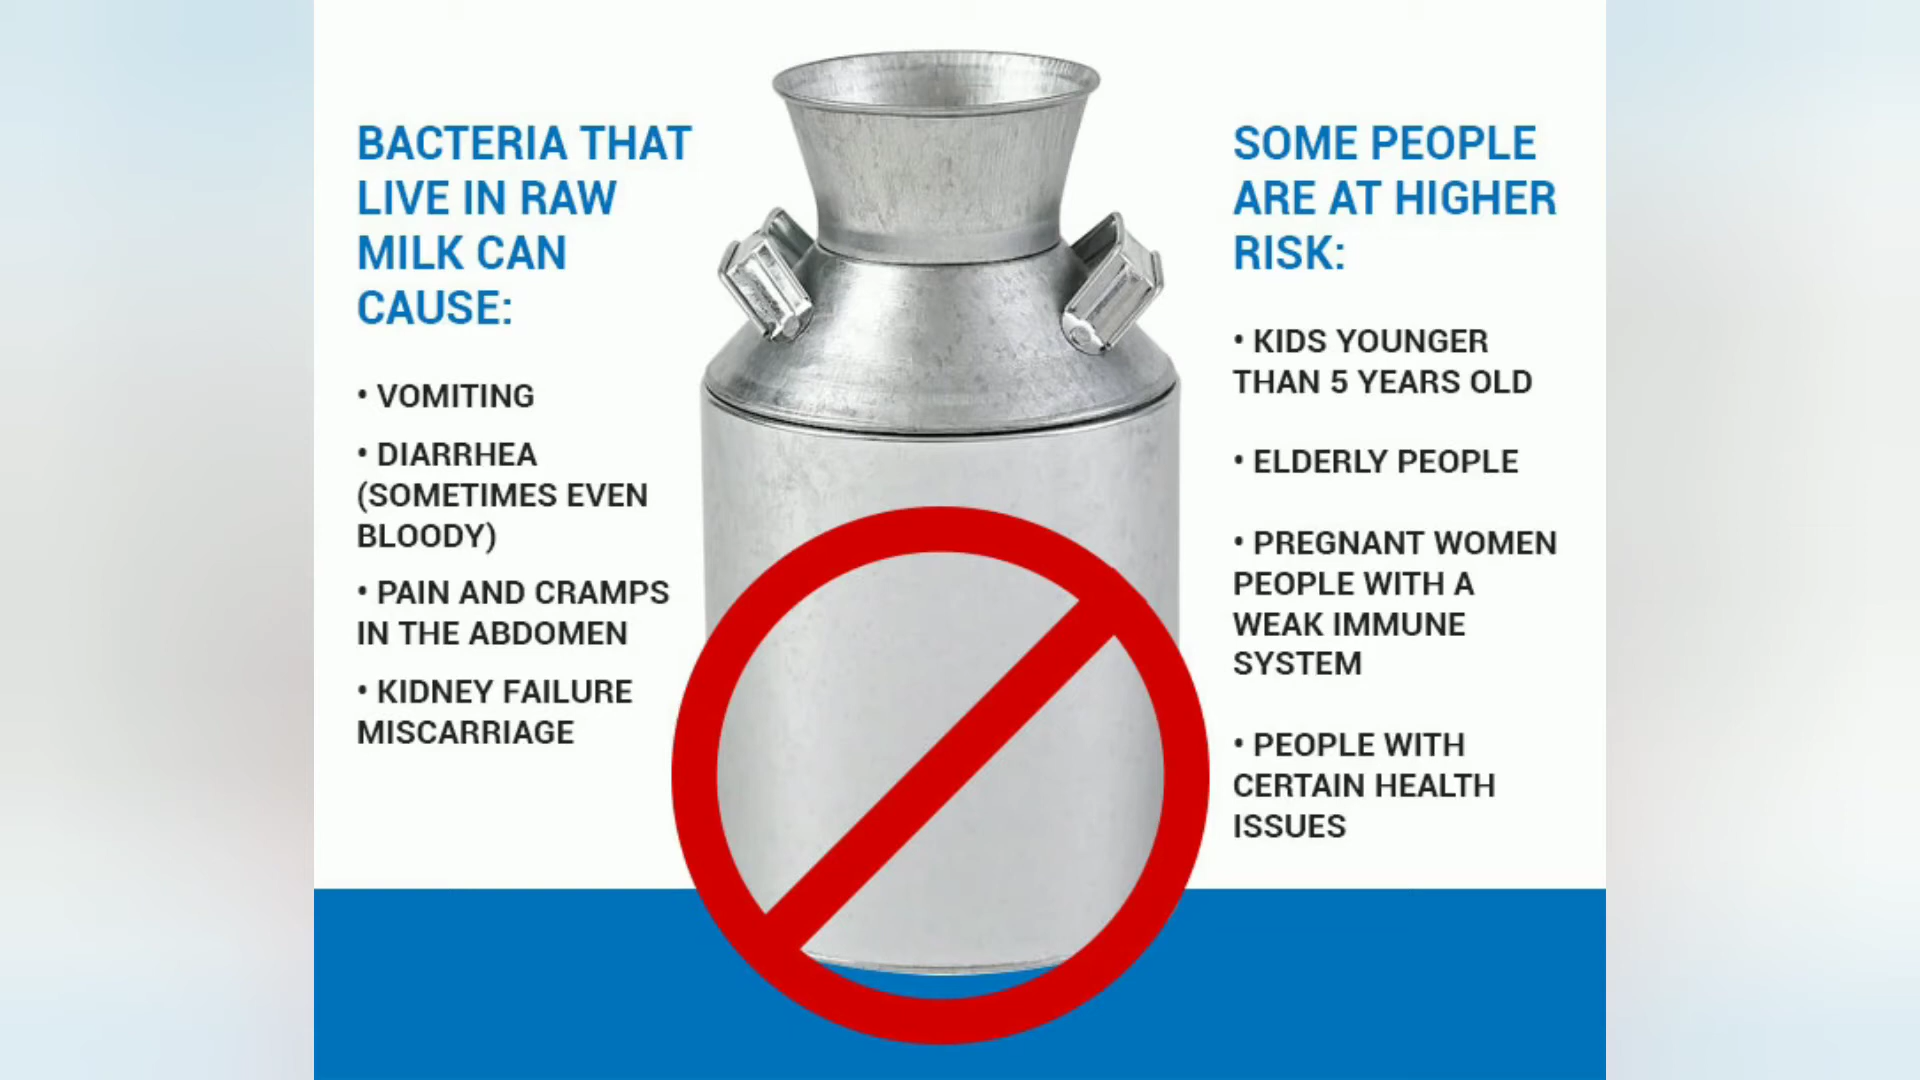 BACTERIA THAT
LIVE IN RAW
MILK CAN
CAUSE:
• VOMITING
• DIARRHEA
(SOMETIMES EVEN
BLOODY)
• PAIN AND CRAMPS
IN THE ABDOMEN
• KIDNEY FAILURE
MISCARRIAGE
SOME PEOPLE
ARE AT HIGHER
RISK:
• KIDS YOUNGER
THAN 5 YEARS OLD
• ELDERLY PEOPLE
• PREGNANT WOMEN
PEOPLE WITH A
WEAK IMMUNE
SYSTEM
• PEOPLE WITH
CERTAIN HEALTH
ISSUES